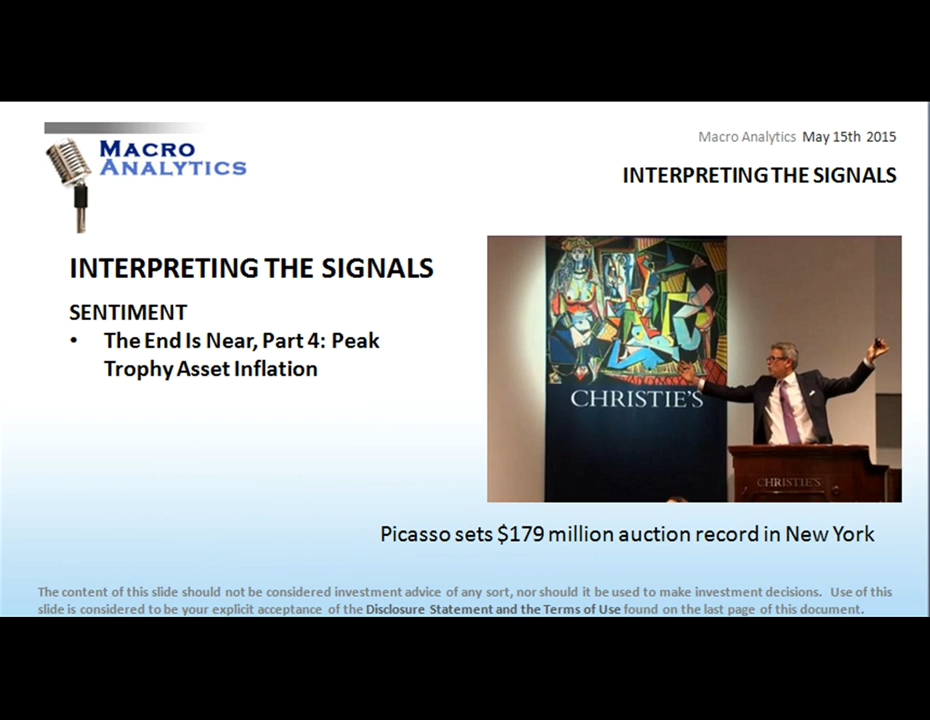 MACRO
ANALYTICS
Macro Analytics May 15th 2015
INTERPRETING THE SIGNALS
INTERPRETING THE SIGNALS
SENTIMENT
• The End Is Near, Part 4: Peak
Trophy Asset Inflation
CHRISTIE'S
CHRISTIE'S
Picasso sets $179 million auction record in New York
The content of this slide should not be considered investment advice of any sort, nor should it be used to make investment decisions. Use of this
slide is considered to be your explicit acceptance of the Disclosure Statement and the Terms of Use found on the last page of this document.